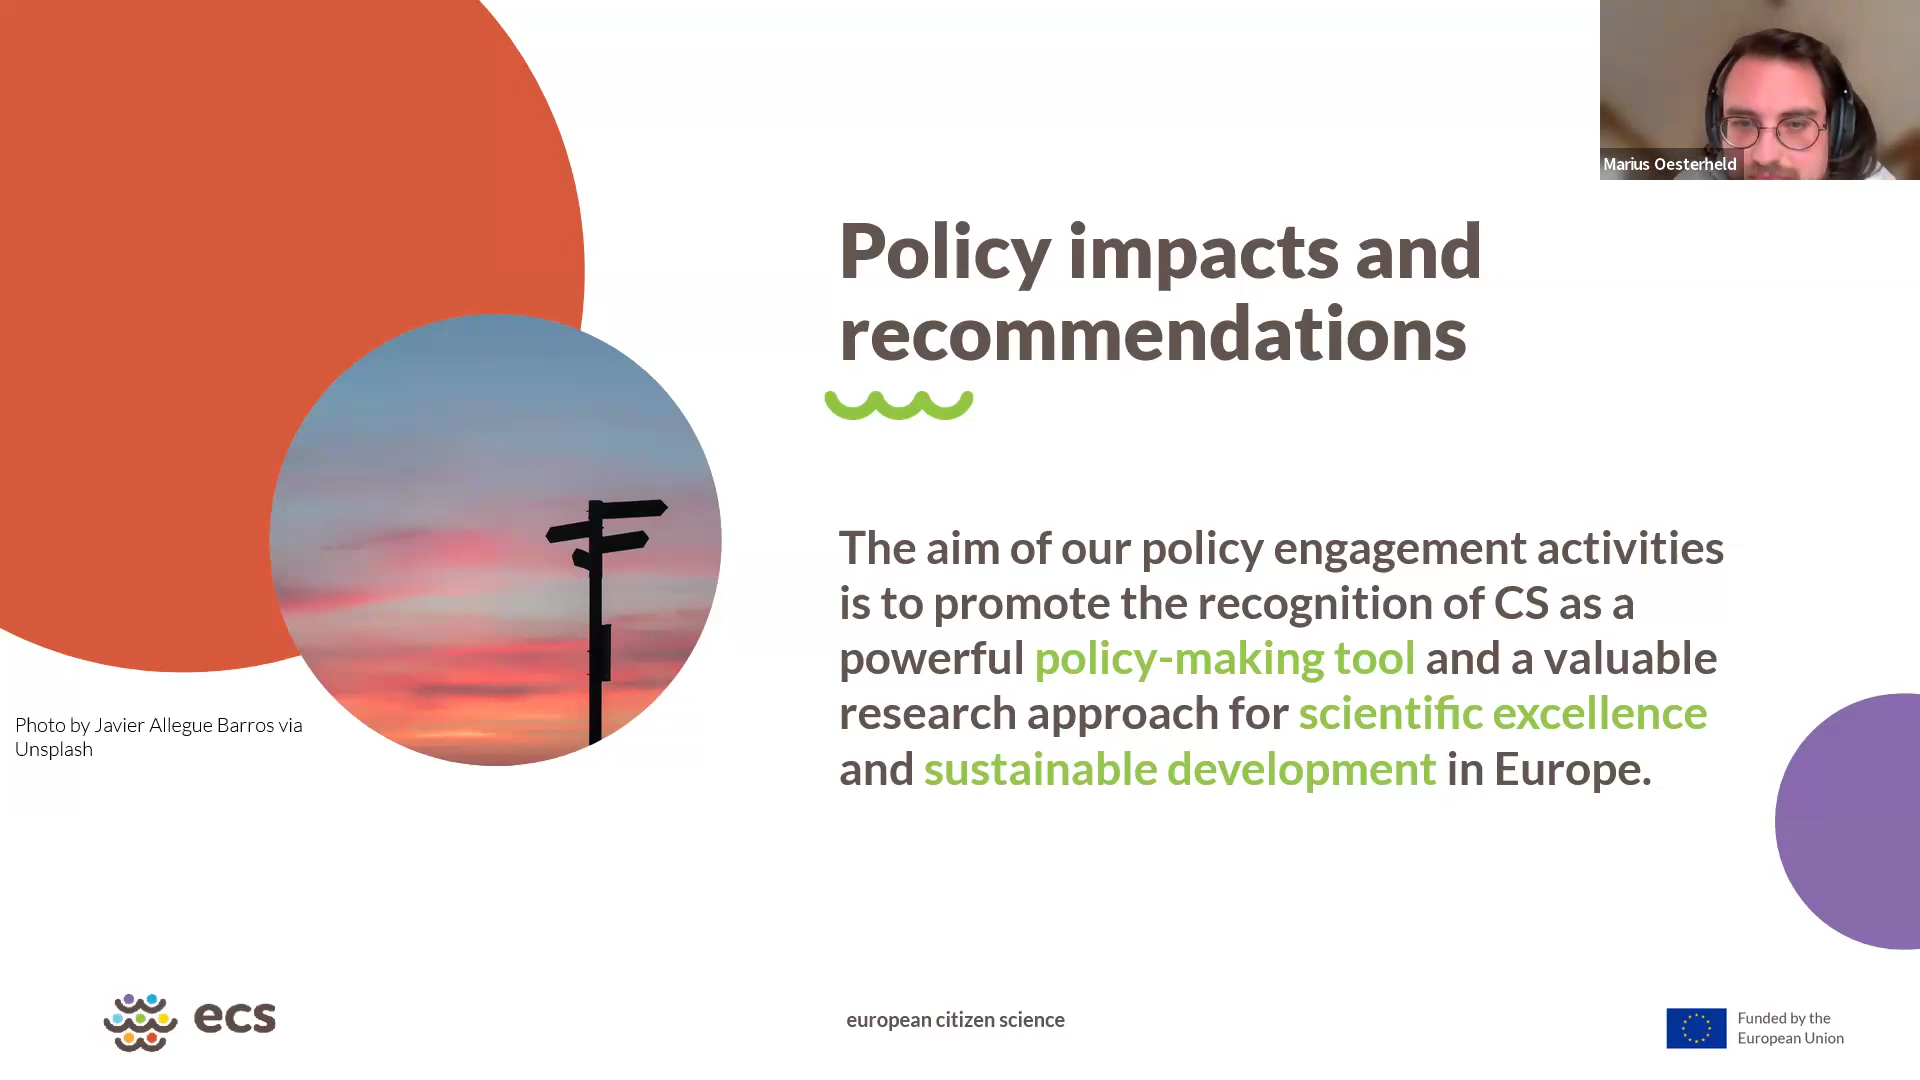 Marius Oesterheld
Policy impacts and
recommendations
The aim of our policy engagement activities
is to promote the recognition of CS as a
powerful policy-making tool and a valuable
research approach for scientific excellence
and sustainable development in Europe.
Photo by Javier Allegue Barros via
Unsplash
ecs
european citizen science
Funded by the
European Union